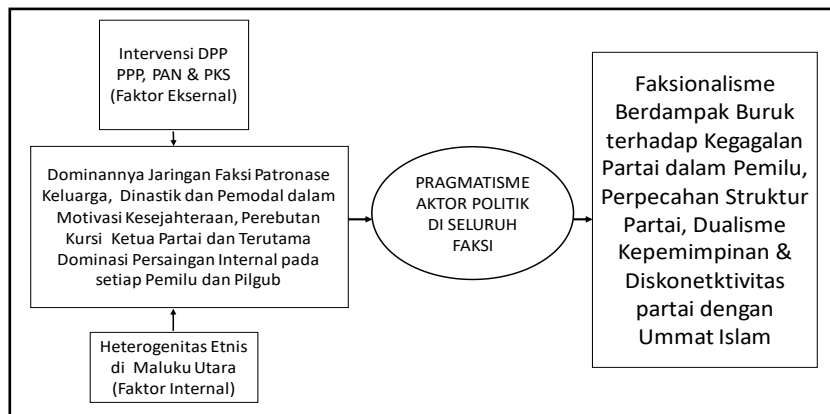 Intervensi DPP
PPP, PAN & PKS
(Faktor Eksernal)
Dominannya Jaringan Faksi Patronase
Keluarga, Dinastik dan Pemodal dalam
Motivasi Kesejahteraan, Perebutan
Kursi Ketua Partai dan Terutama
Dominasi Persaingan Internal pada
setiap Pemilu dan Pilgub
Heterogenitas Etnis
di Maluku Utara
(Faktor Internal)
PRAGMATISME
AKTOR POLITIK
DI SELURUH
FAKSI
Faksionalisme
Berdampak Buruk
terhadap Kegagalan
Partai dalam Pemilu,
Perpecahan Struktur
Partai, Dualisme
Kepemimpinan &
Diskonetktivitas
partai dengan
Ummat Islam